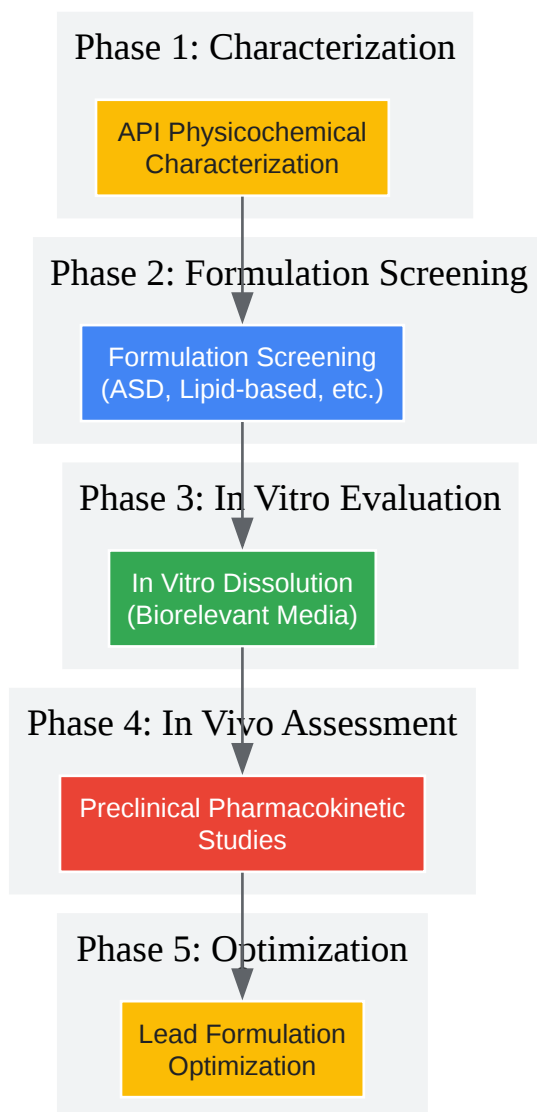 Phase 1: Characterization
API Physicochemical
Characterization
Phase 2: Formulation Screening
Formulation Screening
(ASD, Lipid-based, etc.)
Phase 3: In Vitro Evaluation
In Vitro Dissolution
(Biorelevant Media)
Phase 4: In Vivo Assessment
Preclinical Pharmacokinetic
Studies
Phase 5: Optimization
Lead Formulation
Optimization